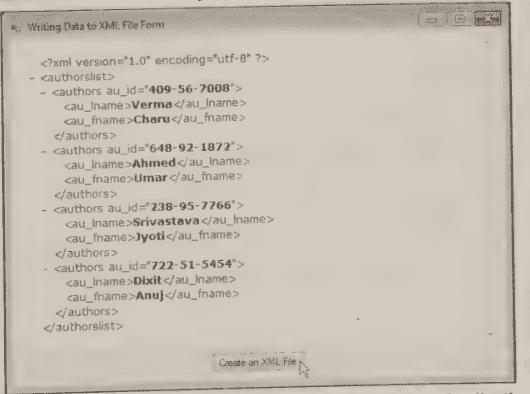 Writing Data to XML File Form
<?xml version="1.0" encoding="utf-8" ?>
- <authorslist>
- <authors au_id="409-56-7008">
<au_lname>Verma</au_lname>
<au_fname>Charu</au_fname>
</authors>
- <authors au_id="648-92-1872">
<au_lname>Ahmed</au_lname>
<au_fname>Umar</au_fname>
</authors>
- <authors au_id="238-95-7766">
<au_lname>Srivastava</au_lname>
<au_fname>Jyoti</au_fname>
</authors>
- <authors au_id="722-51-5454">
<au_lname>Dixit</au_lname>
<au_fname>Anuj</au_fname>
</authors>
</authorslist>
Create an XML File